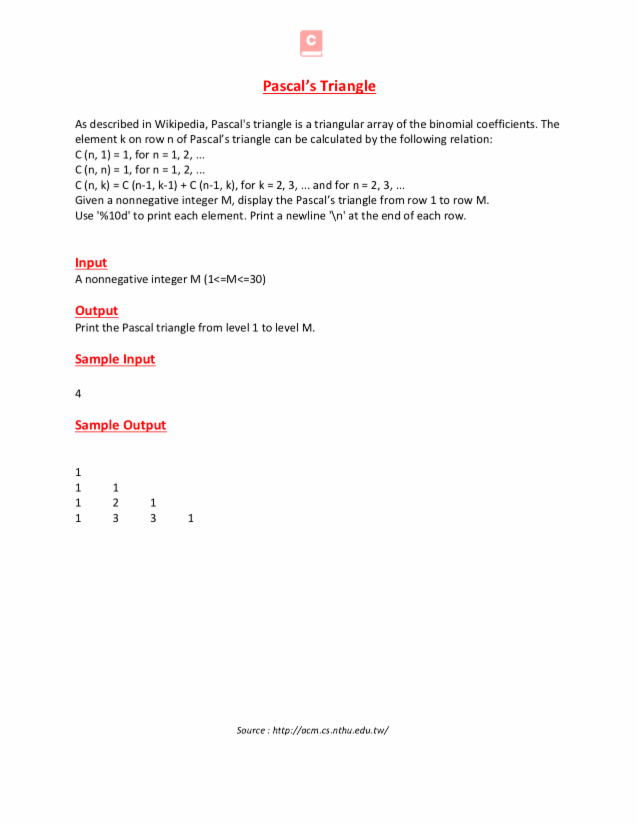 C
Pascal’s Triangle
As described in Wikipedia, Pascal's triangle is a triangular array of the binomial coefficients. The
element k on row n of Pascal’s triangle can be calculated by the following relation:
C (n, 1) = 1, for n = 1, 2, ...
C (n, n) = 1, for n = 1, 2, ...
C (n, k) = C (n-1, k-1) + C (n-1, k), for k = 2, 3, ... and for n = 2, 3, ...
Given a nonnegative integer M, display the Pascal’s triangle from row 1 to row M.
Use '%10d' to print each element. Print a newline '\n' at the end of each row.
Input
A nonnegative integer M (1<=M<=30)
Output
Print the Pascal triangle from level 1 to level M.
Sample Input
4
Sample Output
1
1 1
1 2 1
1 3 3 1
Source : http://acm.cs.nthu.edu.tw/